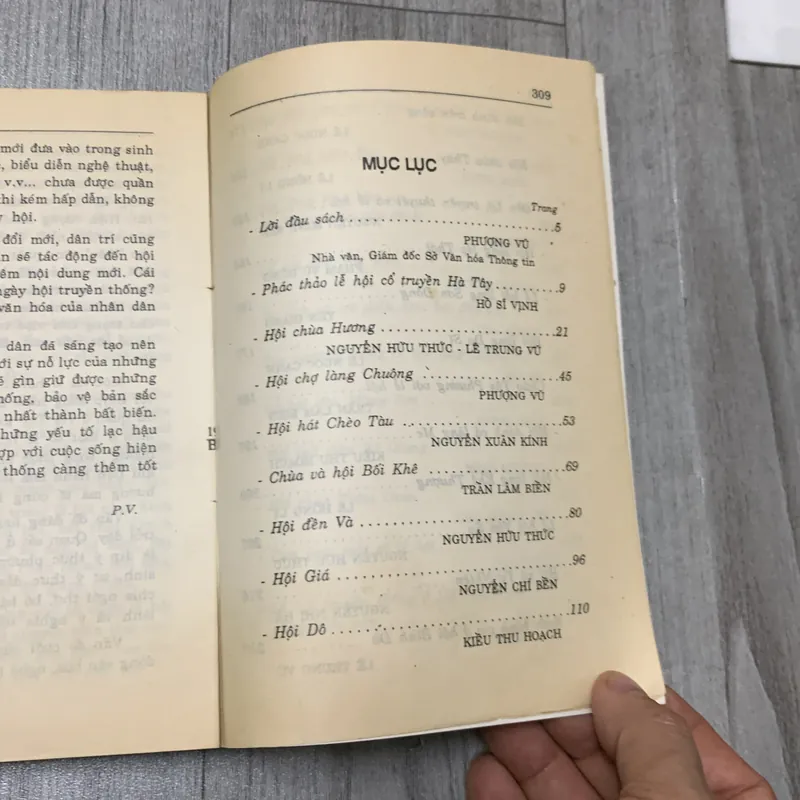 mới đưa vào trong sinh
, biểu diễn nghệ thuật,
v.v... chưa được quần
thi kém hấp dẫn, không
hội.
đổi mới, dân trí cũng
n sẽ tác động đến hội
êm nội dung mới. Cái
ngày hội truyền thống?
văn hóa của nhân dân
dân đã sáng tạo nên
ới sự nỗ lực của những
gìn giữ được những
hống, bảo vệ bản sắc
nhất thành bất biến.
hững yếu tố lạc hậu
ợp với cuộc sống hiện
thống càng thêm tốt
P.V.
19
B
309
MỤC LỤC
Trang
- Lời đầu sách ..............................5
PHƯỢNG VŨ
Nhà văn, Giám đốc Sở Văn hóa Thông tin
- Phác thảo lễ hội cổ truyền Hà Tây .........9
HỒ SĨ VỊNH
- Hội chùa Hương .........................21
NGUYỄN HỮU THỨC - LÊ TRUNG VŨ
- Hội chợ làng Chuông ..................45
PHƯỢNG VŨ
- Hội hát Chèo Tàu ......................53
NGUYỄN XUÂN KÍNH
- Chùa và hội Bối Khê ..................69
TRẦN LÂM BIỀN
- Hội đền Và ............................80
NGUYỄN HỮU THỨC
- Hội Giá ................................96
NGUYỄN CHÍ BỀN
- Hội Dô ................................110
KIỀU THU HOẠCH